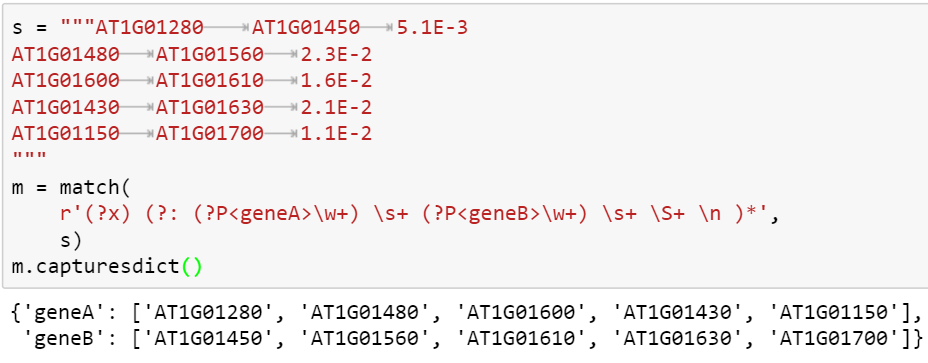 s = """AT1G01280	AT1G01450	5.1E-3
AT1G01480	AT1G01560	2.3E-2
AT1G01600	AT1G01610	1.6E-2
AT1G01430	AT1G01630	2.1E-2
AT1G01150	AT1G01700	1.1E-2
"""
m = match(
    r'(?x) (?: (?P<geneA>\w+) \s+ (?P<geneB>\w+) \s+ \S+ \n )*',
    s)
m.capturesdict()
{'geneA': ['AT1G01280', 'AT1G01480', 'AT1G01600', 'AT1G01430', 'AT1G01150'],
 'geneB': ['AT1G01450', 'AT1G01560', 'AT1G01610', 'AT1G01630', 'AT1G01700']}